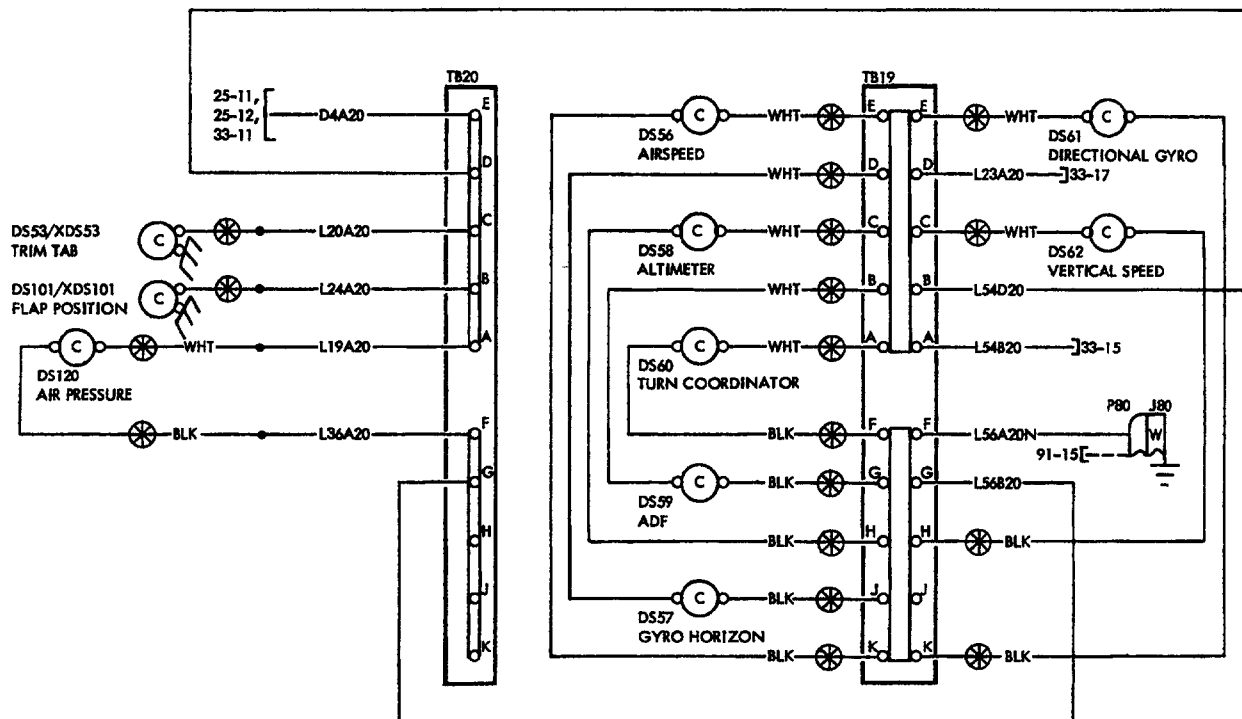 TB20
TB19
25-11,
25-12,
33-11
D4A20
E
D
DS53/XDS53
TRIM TAB
C
L20A20
C
DS101/XDS101
FLAP POSITION
C
L24A20
B
C
WHT
L19A20
A
DS120
AIR PRESSURE
BLK
L36A20
F
G
H
J
K
C
WHT
E
E
WHT
C
DS56
AIRSPEED
DS61
DIRECTIONAL GYRO
WHT
D
D
L23A20
33-17
C
WHT
C
C
WHT
C
DS58
ALTIMETER
DS62
VERTICAL SPEED
WHT
B
B
L54D20
C
WHT
A
A
L54B20
33-15
DS60
TURN COORDINATOR
P80
J80
BLK
F
F
L56A20N
W
91-15
C
BLK
G
G
L56B20
DS59
ADF
BLK
H
H
BLK
C
BLK
J
J
DS57
GYRO HORIZON
BLK
K
K
BLK